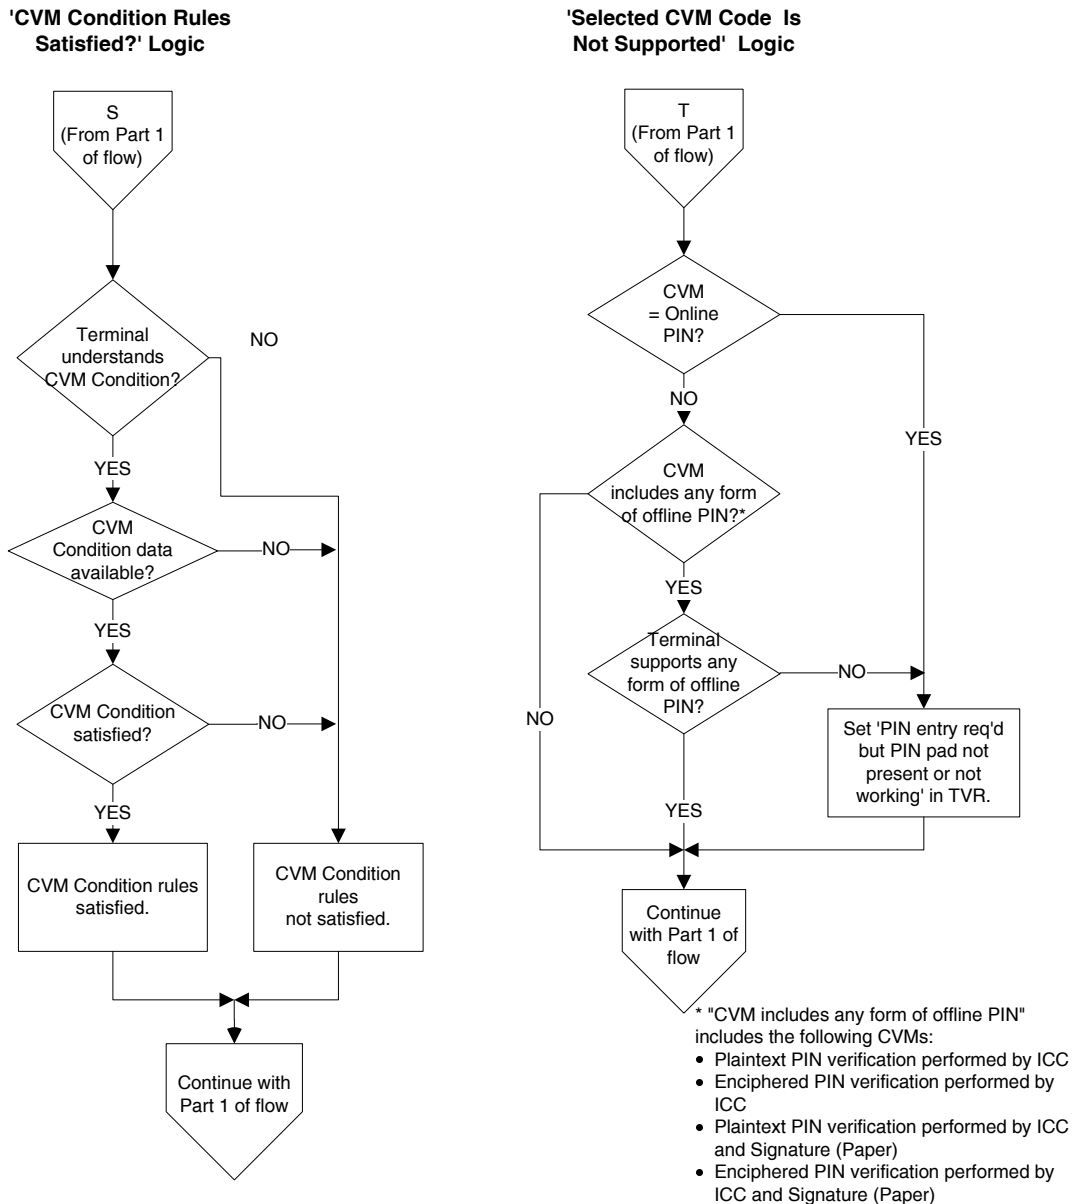 'CVM Condition Rules
Satisfied?' Logic
S
(From Part 1
of flow)
Terminal
understands
CVM Condition?
NO
YES
CVM
Condition data
available?
NO
YES
CVM Condition
satisfied?
NO
YES
CVM Condition rules
satisfied.
CVM Condition
rules
not satisfied.
Continue with
Part 1 of flow
'Selected CVM Code Is
Not Supported' Logic
T
(From Part 1
of flow)
CVM
= Online
PIN?
NO
YES
CVM
includes any form
of offline PIN?*
YES
NO
Terminal
supports any
form of offline
PIN?
NO
YES
Set 'PIN entry req'd
but PIN pad not
present or not
working' in TVR.
Continue
with Part 1 of
flow
* "CVM includes any form of offline PIN"
includes the following CVMs:
• Plaintext PIN verification performed by ICC
• Enciphered PIN verification performed by
ICC
• Plaintext PIN verification performed by ICC
and Signature (Paper)
• Enciphered PIN verification performed by
ICC and Signature (Paper)